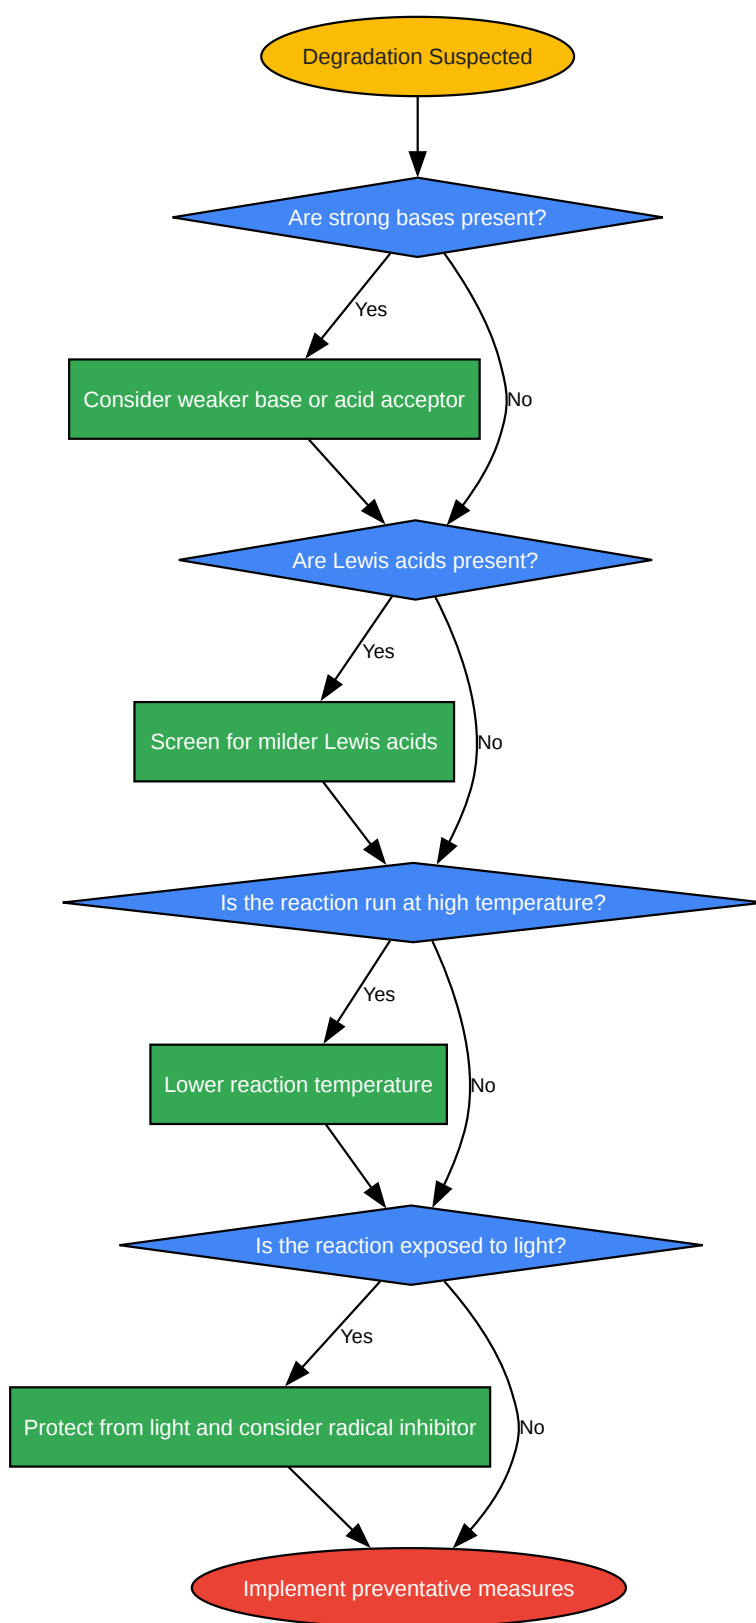 Degradation Suspected
Are strong bases present?
Yes
Consider weaker base or acid acceptor
No
Are Lewis acids present?
Yes
Screen for milder Lewis acids
No
Is the reaction run at high temperature?
Yes
Lower reaction temperature
No
Is the reaction exposed to light?
Yes
Protect from light and consider radical inhibitor
No
Implement preventative measures